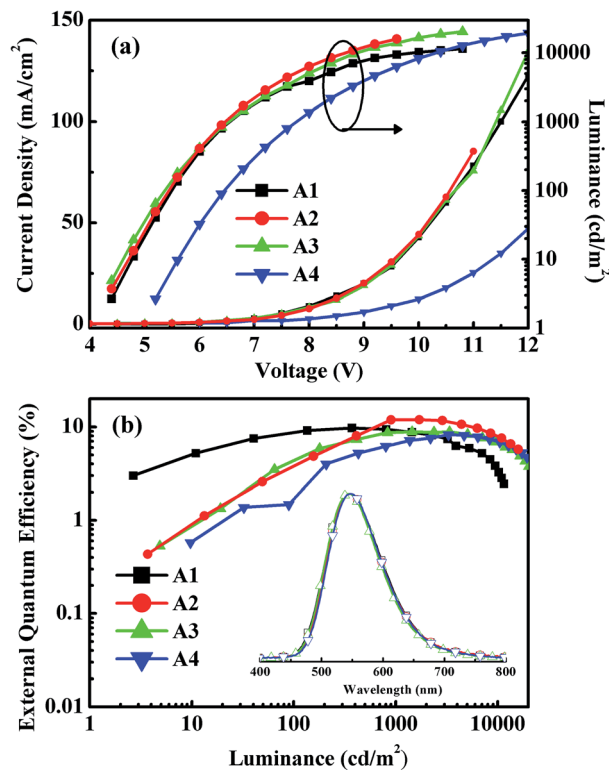 (a)
Current Density (mA/cm²)
150
100
50
0
10000
1000
100
10
1
Luminance (cd/m²)
A1
A2
A3
A4
4 5 6 7 8 9 10 11 12
Voltage (V)
(b)
External Quantum Efficiency (%)
100
10
1
0.1
0.01
A1
A2
A3
A4
400 500 600 700 800
Wavelength (nm)
1 10 100 1000 10000
Luminance (cd/m²)